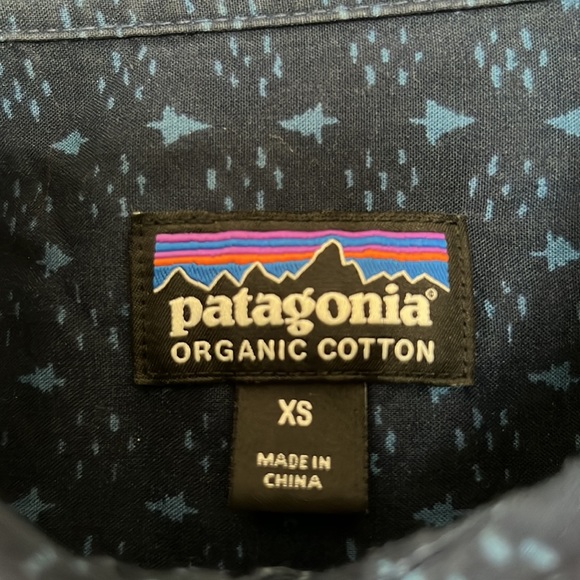 patagonia®
ORGANIC COTTON
XS
MADE IN
CHINA